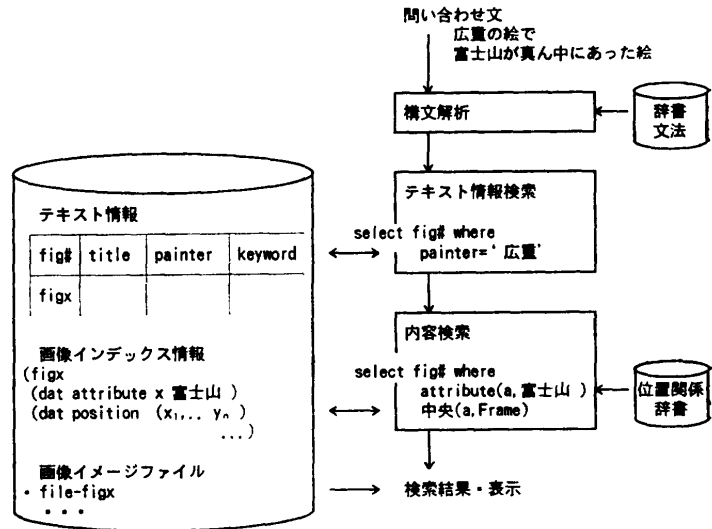 問い合わせ文
広重の絵で
富士山が真ん中にあった絵
構文解析
辞書
文法
テキスト情報検索
select fig# where
painter='広重'
内容検索
select fig# where
attribute(a,富士山 )
中央(a,Frame)
位置関係
辞書
検索結果・表示
テキスト情報
fig# title painter keyword
figx
画像インデックス情報
(figx
(dat attribute x 富士山 )
(dat position (x₁,.. yₙ )
...)
画像イメージファイル
・ file-figx
・・・